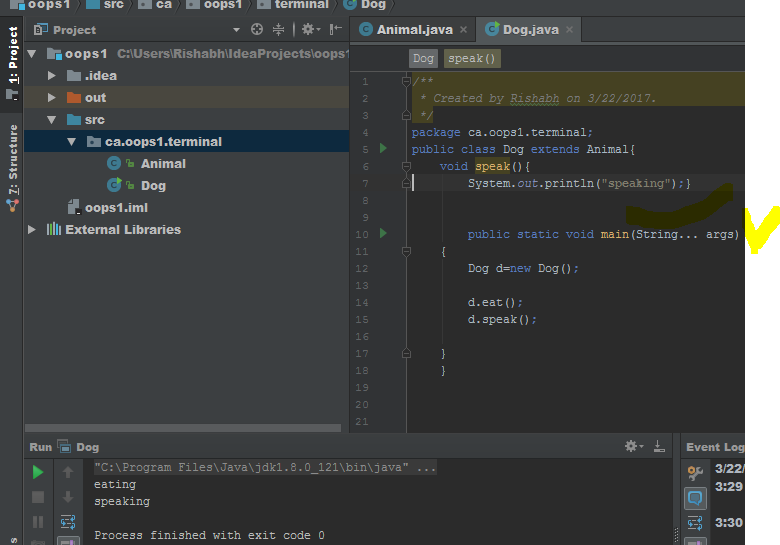 oops1 src ca oops1 terminal Dog
Project
Animal.java
Dog.java
oops1 C:\Users\Rishabh\IdeaProjects\oops1
.idea
out
src
ca.oops1.terminal
Animal
Dog
oops1.iml
External Libraries
1: Project
7: Structure
Dog speak()
1 /**
2 * Created by Rishabh on 3/22/2017.
3 */
4 package ca.oops1.terminal;
5 public class Dog extends Animal{
6 void speak(){
7 System.out.println("speaking");}
8
9
10 public static void main(String... args)
11 {
12 Dog d=new Dog();
13
14 d.eat();
15 d.speak();
16
17 }
18 }
19
20
21
Run Dog
"C:\Program Files\Java\jdk1.8.0_121\bin\java" ...
eating
speaking
Process finished with exit code 0
Event Log
3/22/
3:29
3:30